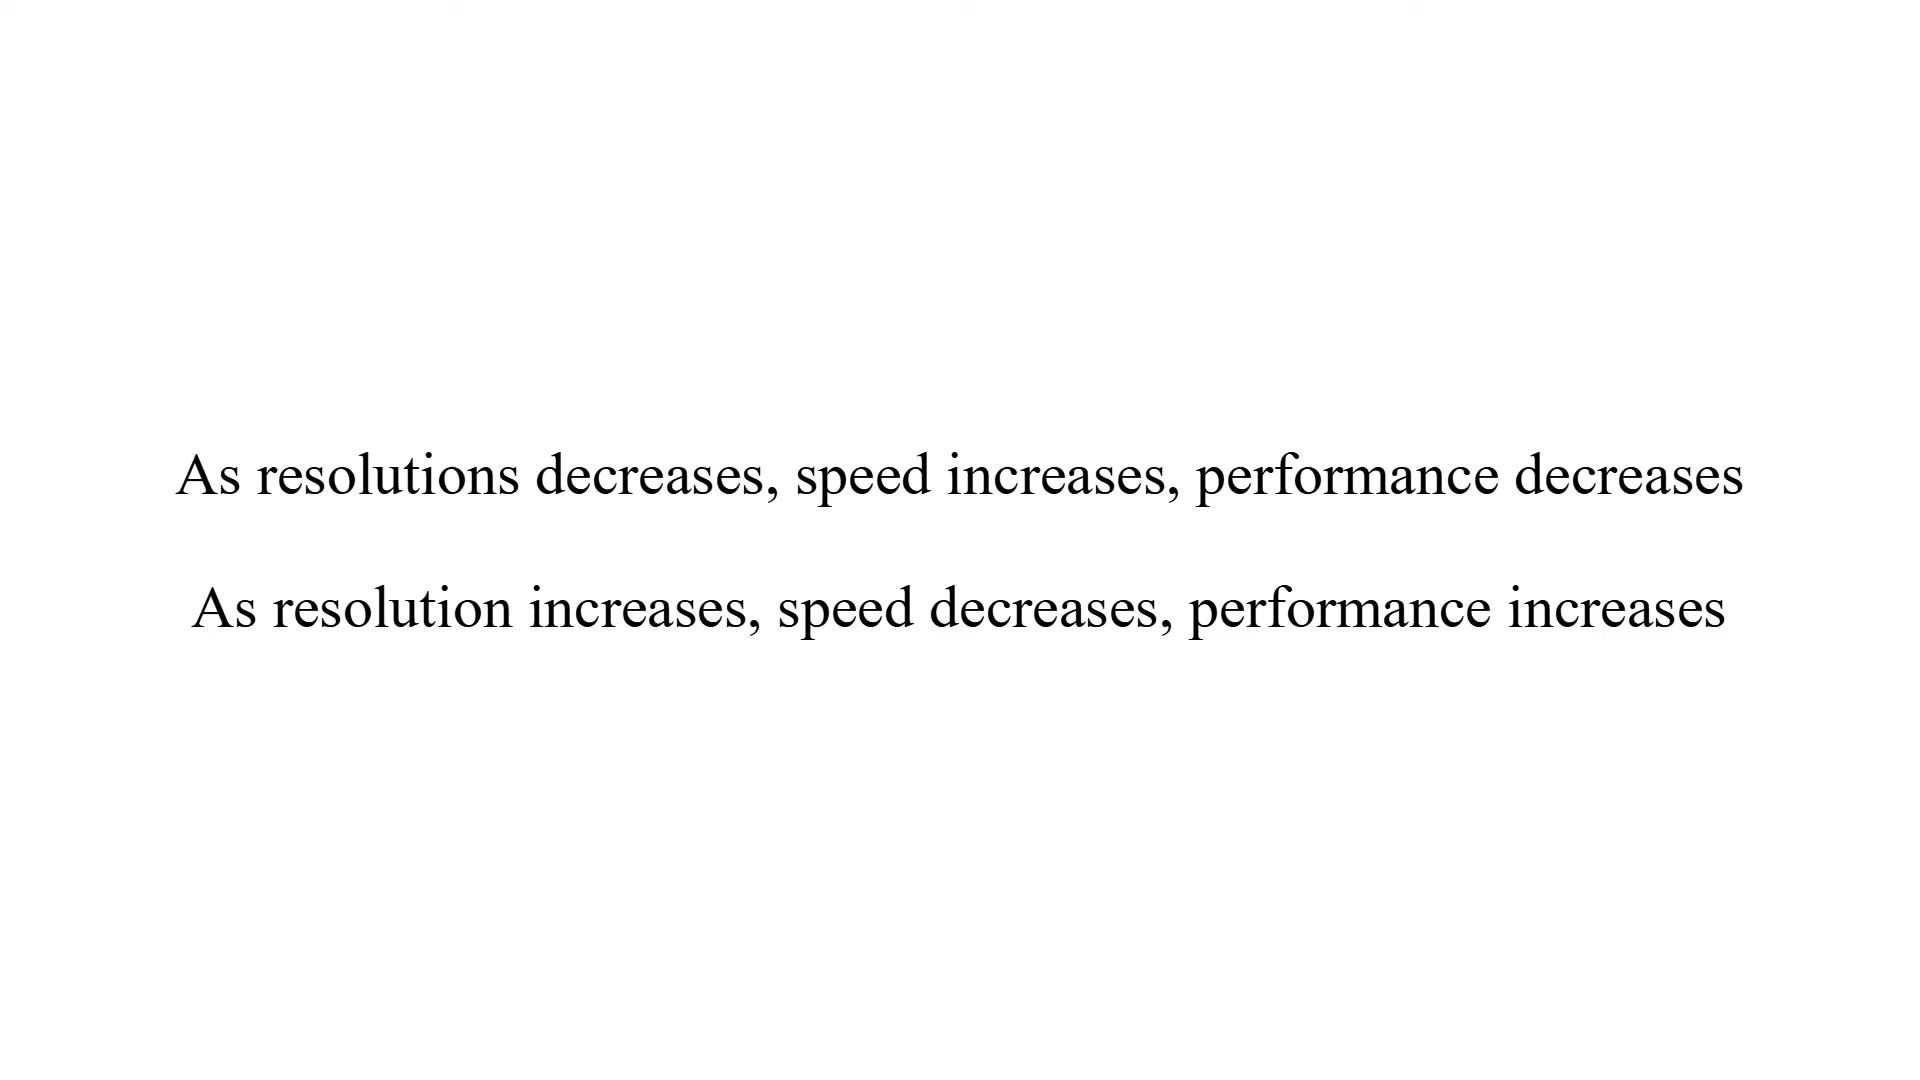 As resolutions decreases, speed increases, performance decreases
As resolution increases, speed decreases, performance increases